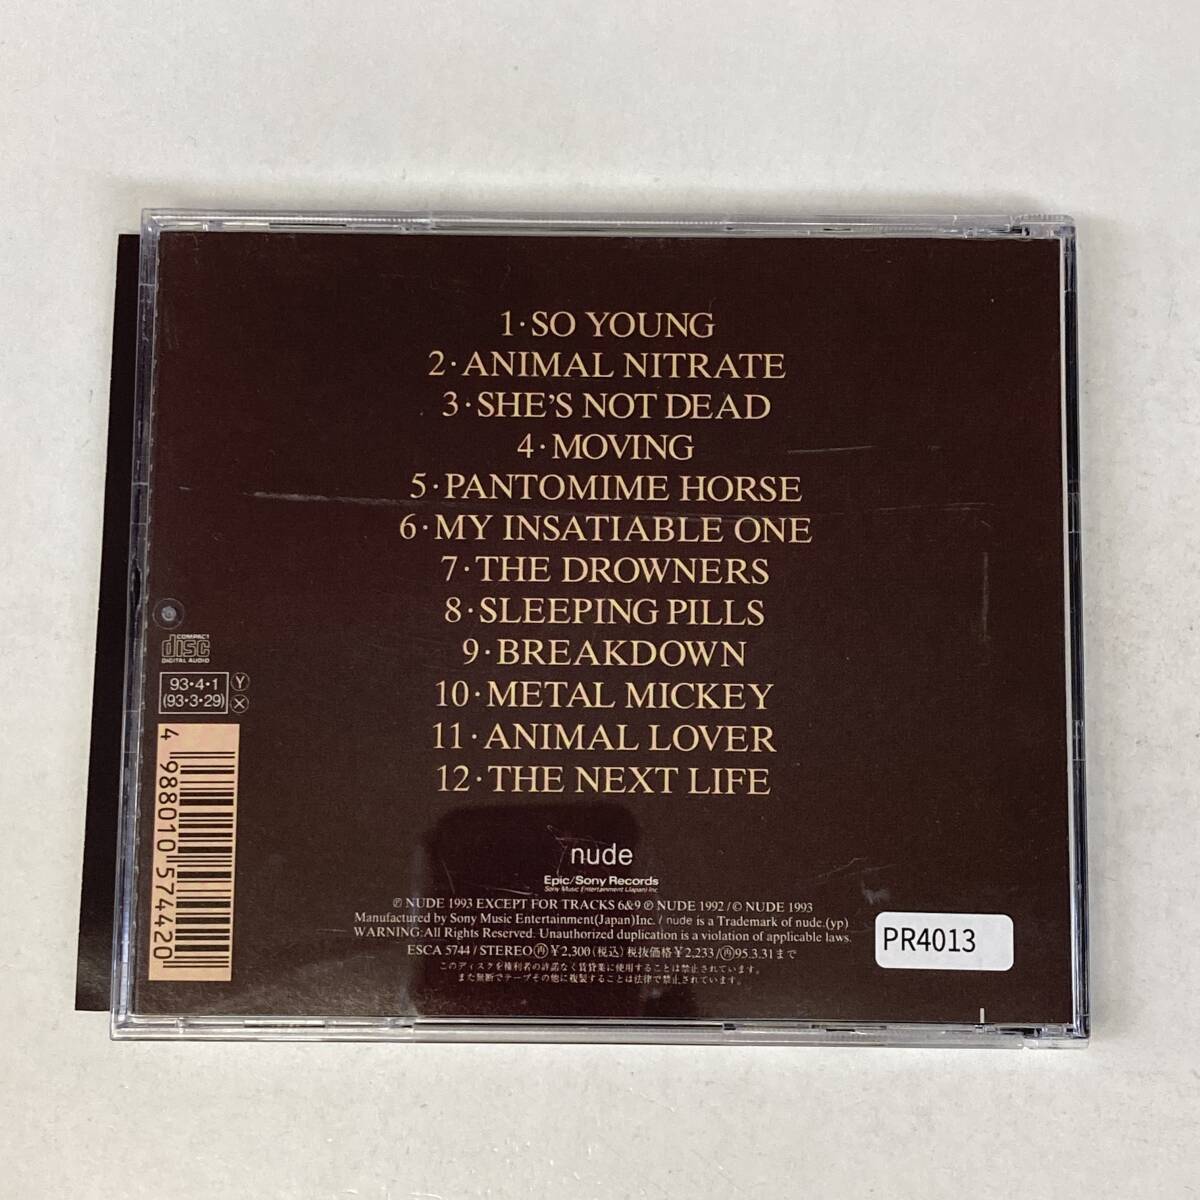 1·SO YOUNG
2·ANIMAL NITRATE
3·SHE'S NOT DEAD
4·MOVING
5·PANTOMIME HORSE
6·MY INSATIABLE ONE
7·THE DROWNERS
8·SLEEPING PILLS
9·BREAKDOWN
10·METAL MICKEY
11·ANIMAL LOVER
12·THE NEXT LIFE
COMPACT
disc
DIGITAL AUDIO
93·4·1 Y
(93·3·29) X
4 988010 574420
nude
Epic/Sony Records
Sony Music Entertainment (Japan) Inc.
℗ NUDE 1993 EXCEPT FOR TRACKS 6&9 ℗ NUDE 1992/© NUDE 1993
Manufactured by Sony Music Entertainment(Japan)Inc. / nude is a Trademark of nude.(yp)
WARNING:All Rights Reserved. Unauthorized duplication is a violation of applicable laws.
ESCA 5744/STEREO㊞¥2,300(税込)税抜価格¥2,233/㊞95.3.31まで
このディスクを権利者の許諾なく賃貸業に使用することは禁止されています。
また無断でテープその他に複製することは法律で禁止されています。
PR4013